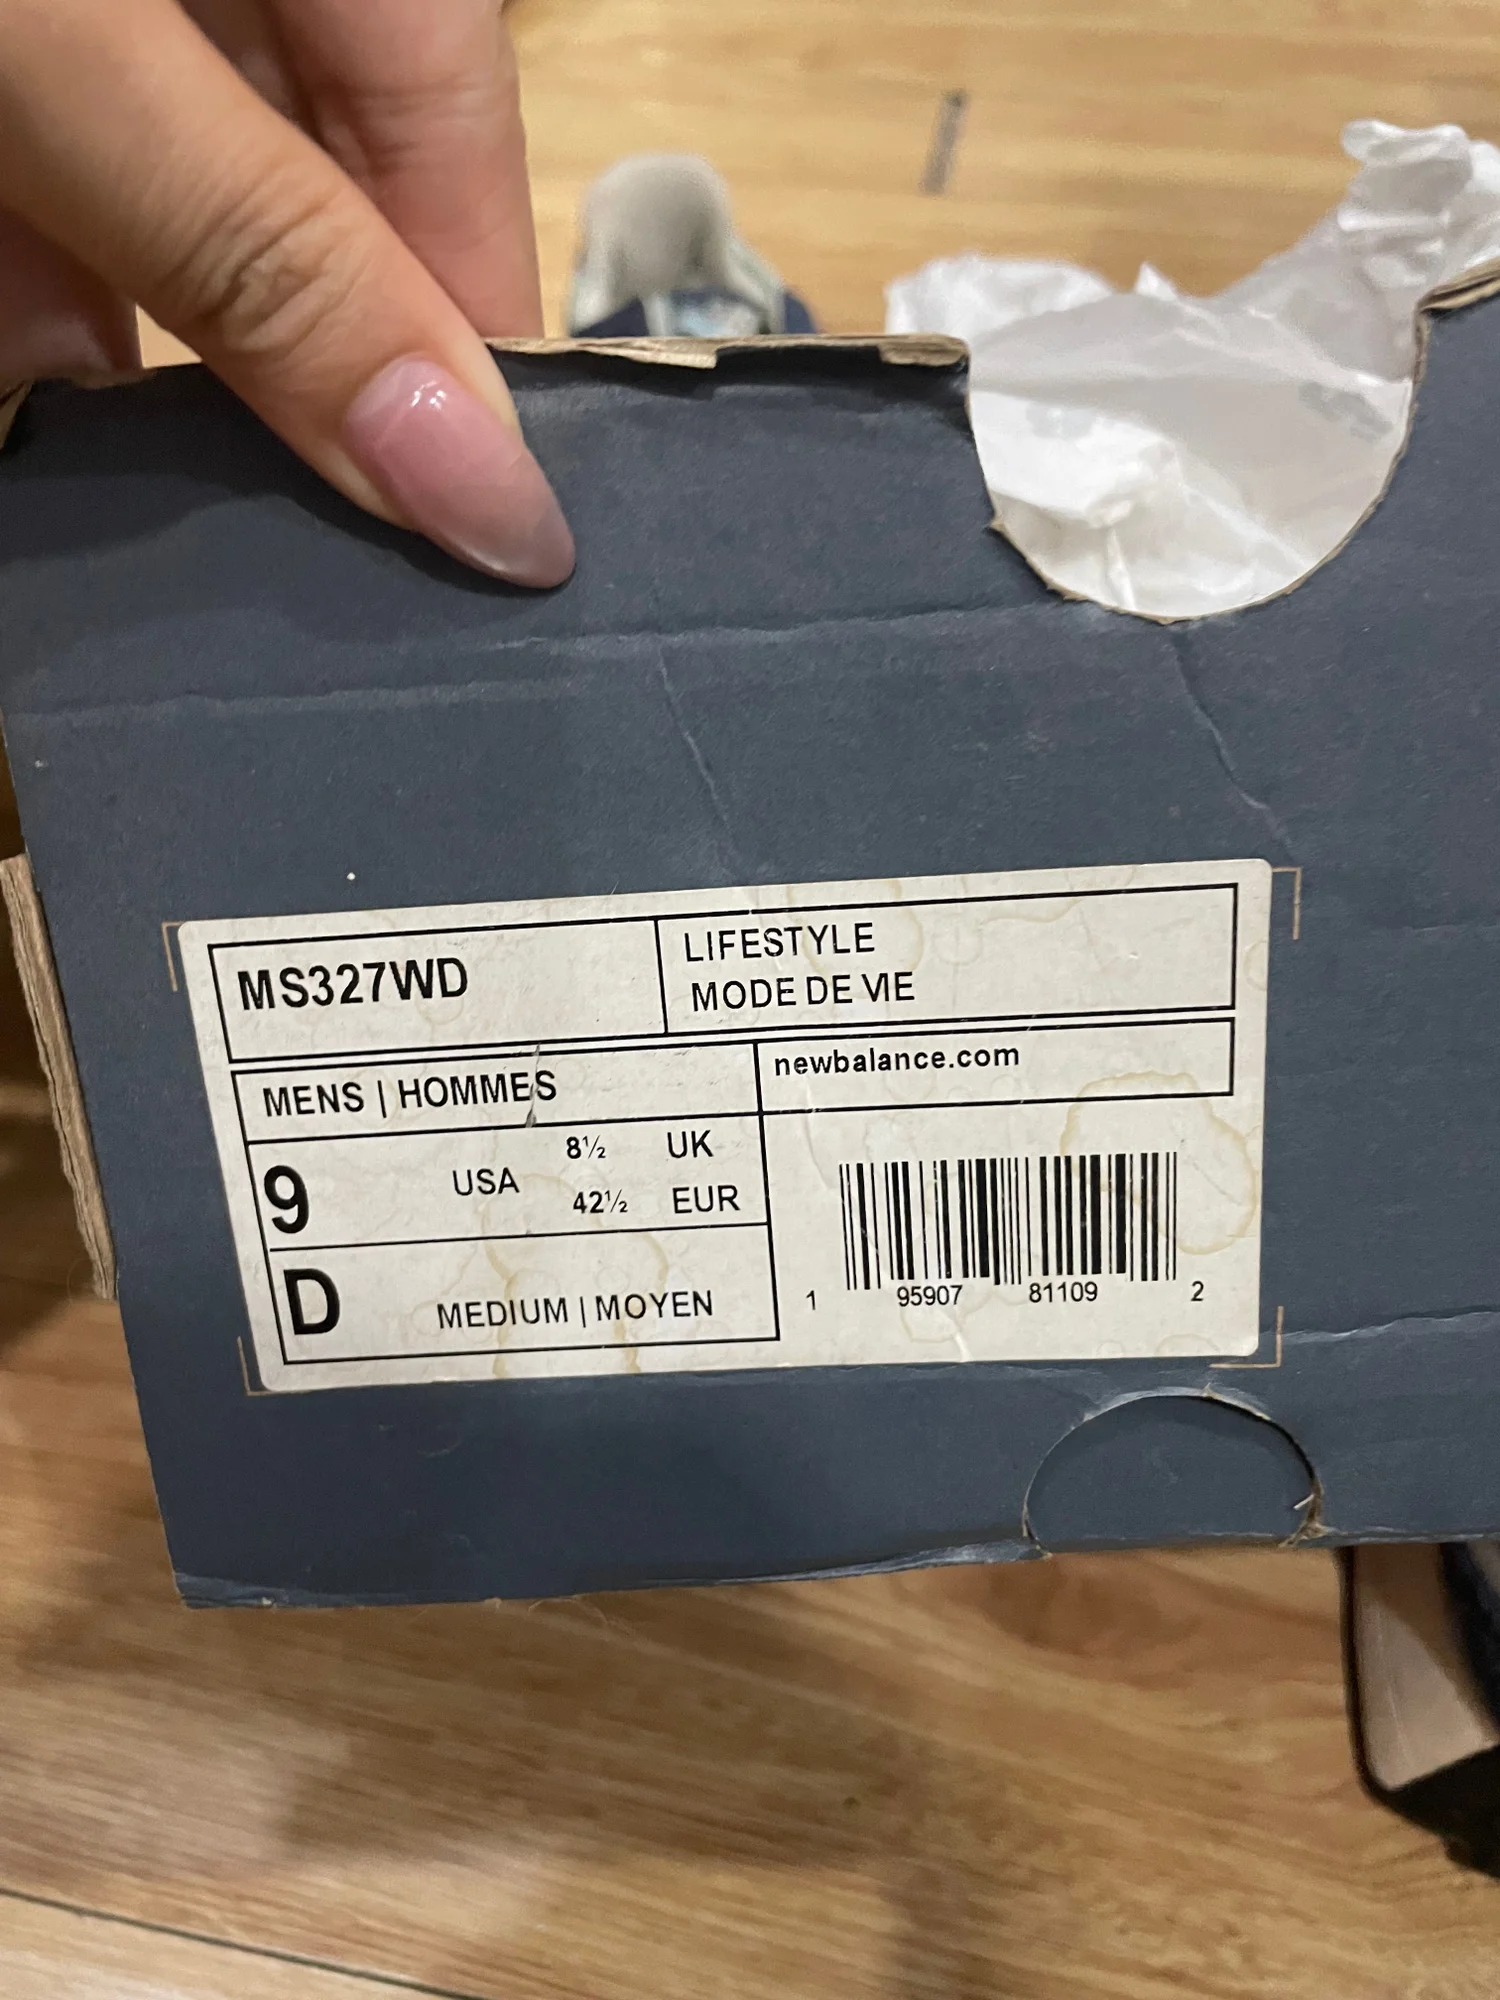 MS327WD
LIFESTYLE
MODE DE VIE
MENS | HOMMES
newbalance.com
9 USA 8½ UK
42½ EUR
D MEDIUM | MOYEN
1 95907 81109 2